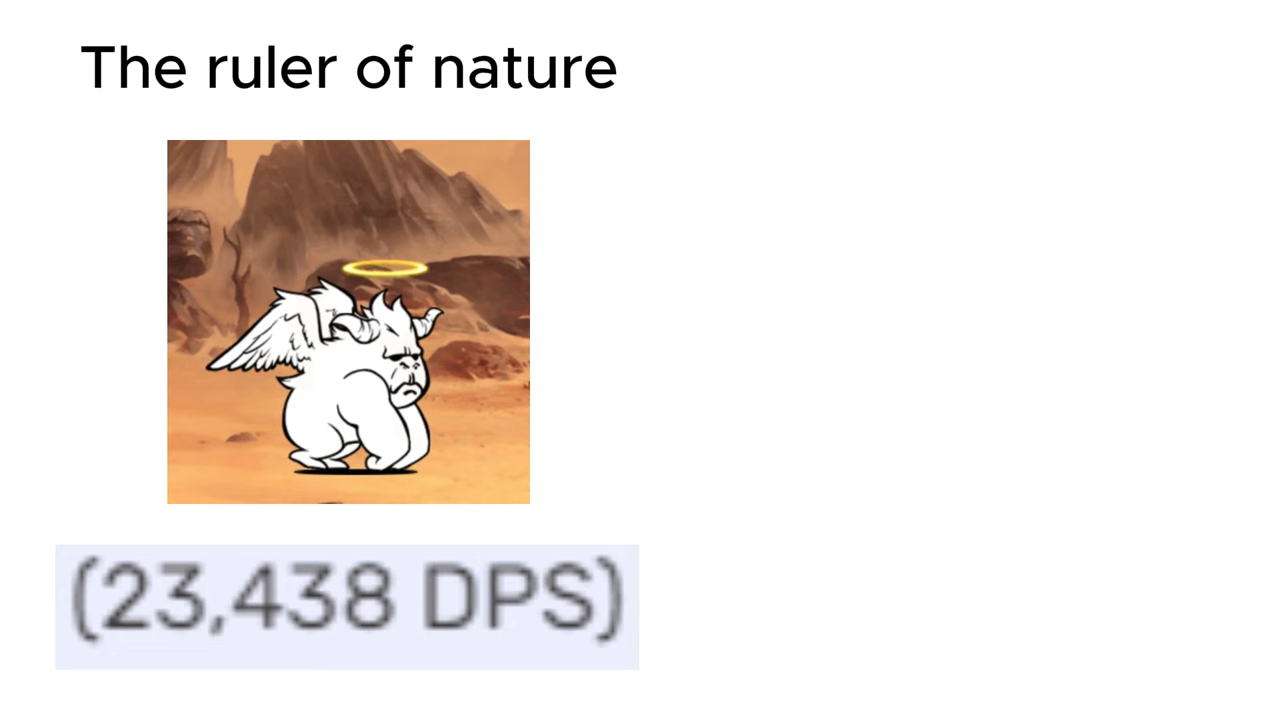 The ruler of nature
(23,438 DPS)